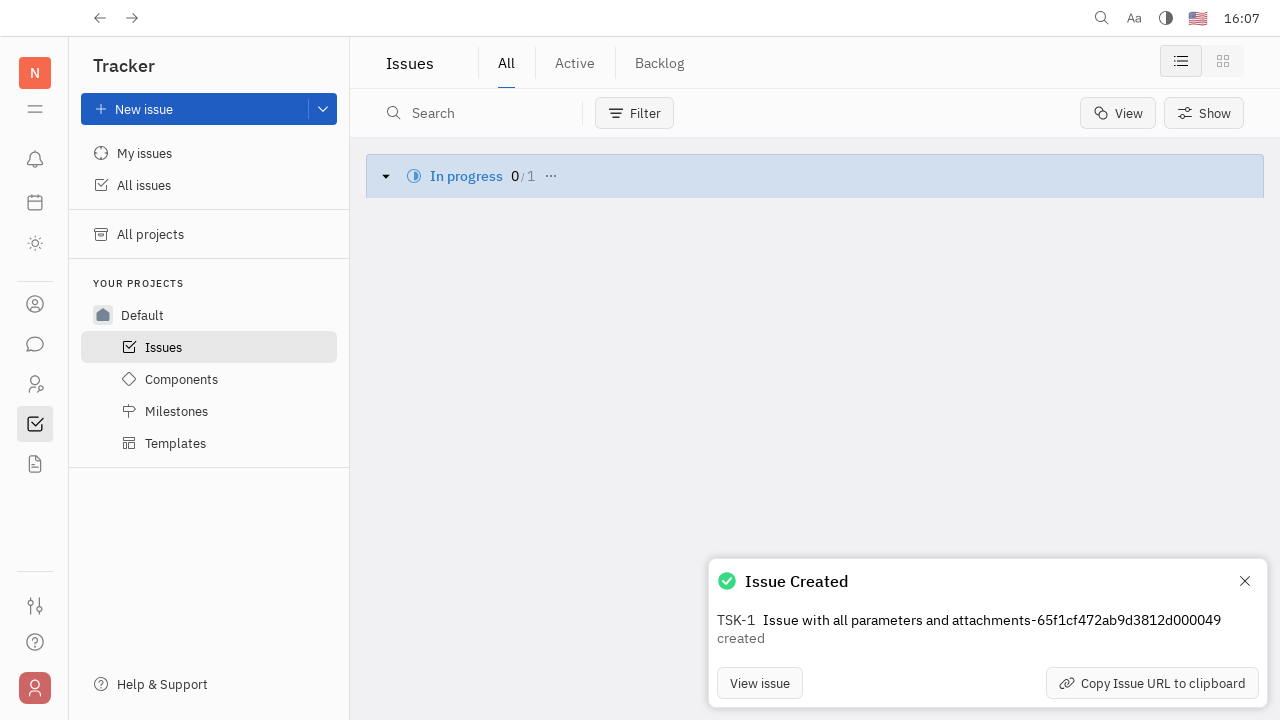 Aa
16:07
N
Tracker
New issue
My issues
All issues
All projects
YOUR PROJECTS
Default
Issues
Components
Milestones
Templates
Help & Support
Issues
All
Active
Backlog
Search
Filter
View
Show
In progress 0/1 ...
Issue Created
TSK-1 Issue with all parameters and attachments-65f1cf472ab9d3812d000049
created
View issue
Copy Issue URL to clipboard